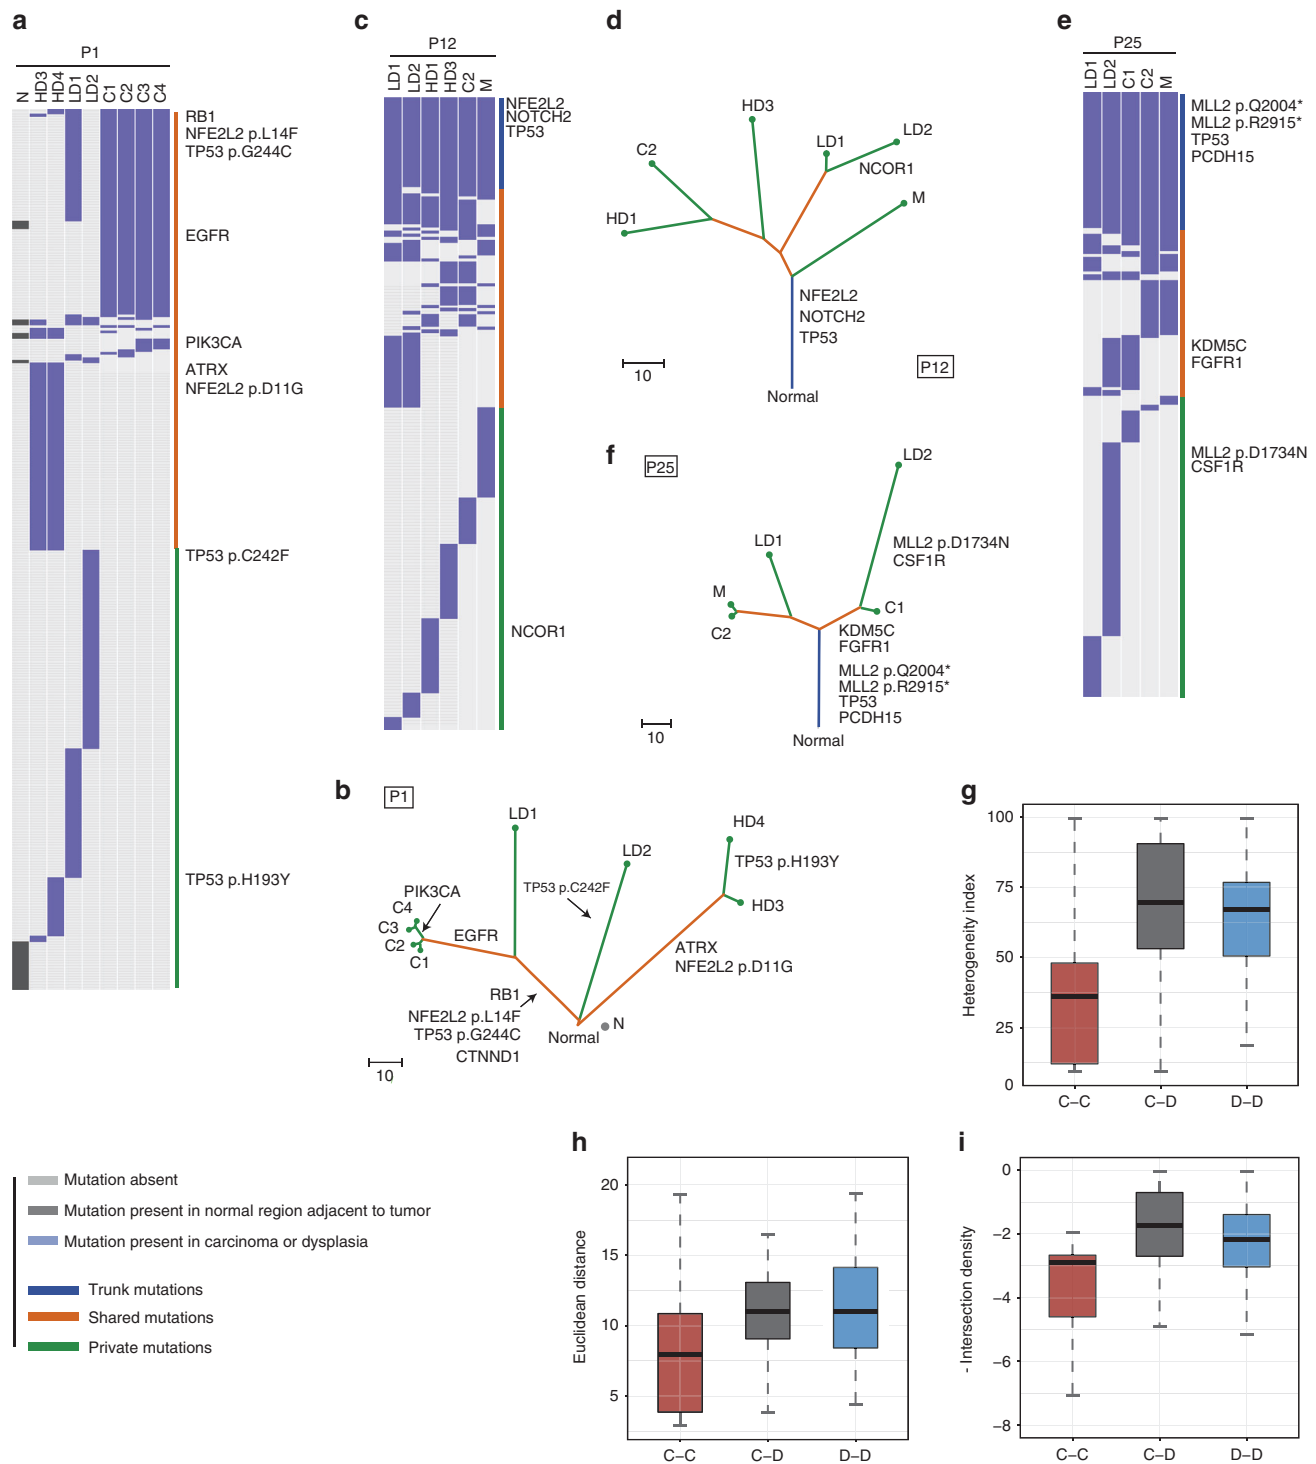 a
P1
N HD3 HD4 LD1 LD2 C1 C2 C3 C4
RB1
NFE2L2 p.L14F
TP53 p.G244C
EGFR
PIK3CA
ATRX
NFE2L2 p.D11G
TP53 p.C242F
TP53 p.H193Y
c
P12
LD1 LD2 HD1 HD3 C2 M
NFE2L2
NOTCH2
TP53
NCOR1
d
HD3
C2
LD1
LD2
NCOR1
M
HD1
NFE2L2
NOTCH2
TP53
10
P12
Normal
e
P25
LD1 LD2 C1 C2 M
MLL2 p.Q2004*
MLL2 p.R2915*
TP53
PCDH15
KDM5C
FGFR1
MLL2 p.D1734N
CSF1R
f
P25
LD2
LD1
MLL2 p.D1734N
CSF1R
M
C2
C1
KDM5C
FGFR1
MLL2 p.Q2004*
MLL2 p.R2915*
TP53
PCDH15
10
Normal
b
P1
LD1
LD2
HD4
TP53 p.H193Y
HD3
PIK3CA
TP53 p.C242F
C4
C3
C2
C1
EGFR
ATRX
NFE2L2 p.D11G
RB1
NFE2L2 p.L14F
TP53 p.G244C
CTNND1
Normal
N
10
g
Heterogeneity index
100
75
50
25
0
C–C C–D D–D
Mutation absent
Mutation present in normal region adjacent to tumor
Mutation present in carcinoma or dysplasia
Trunk mutations
Shared mutations
Private mutations
h
Euclidean distance
20
15
10
5
C–C C–D D–D
i
- Intersection density
0
−2
−4
−6
−8
C–C C–D D–D